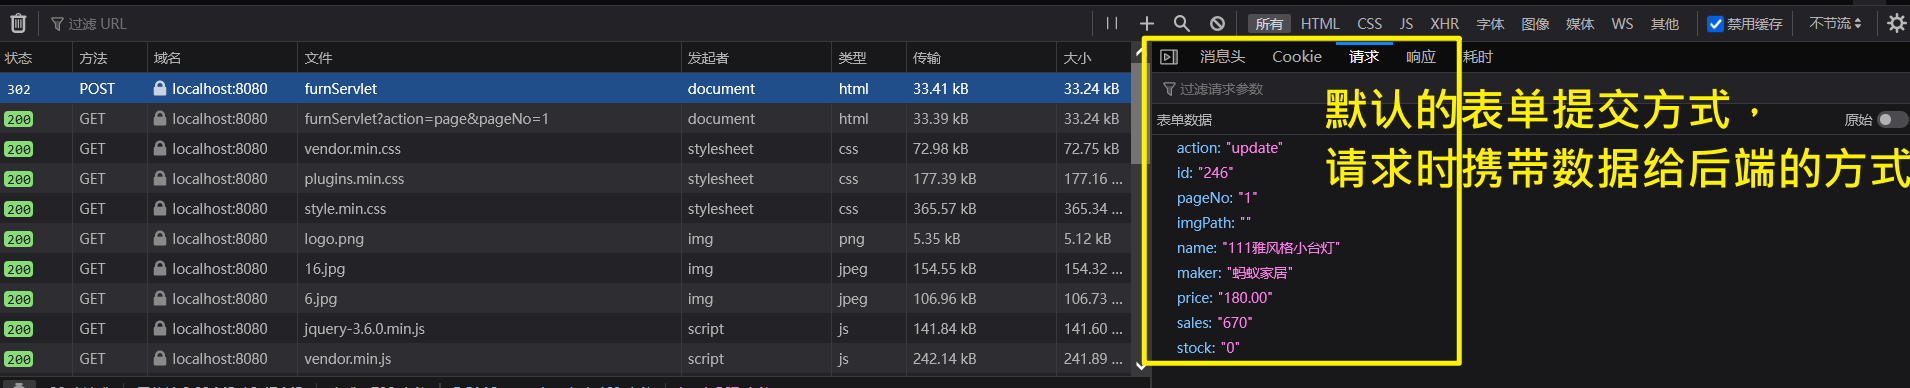 过滤 URL
所有 HTML CSS JS XHR 字体 图像 媒体 WS 其他 禁用缓存 不节流
状态 方法 域名 文件 发起者 类型 传输 大小
302 POST localhost:8080 furnServlet document html 33.41 kB 33.24 kB
200 GET localhost:8080 furnServlet?action=page&pageNo=1 document html 33.39 kB 33.24 kB
200 GET localhost:8080 vendor.min.css stylesheet css 72.98 kB 72.75 kB
200 GET localhost:8080 plugins.min.css stylesheet css 177.39 kB 177.16 ...
200 GET localhost:8080 style.min.css stylesheet css 365.57 kB 365.34 ...
200 GET localhost:8080 logo.png img png 5.35 kB 5.12 kB
200 GET localhost:8080 16.jpg img jpeg 154.55 kB 154.32 ...
200 GET localhost:8080 6.jpg img jpeg 106.96 kB 106.73 ...
200 GET localhost:8080 jquery-3.6.0.min.js script js 141.84 kB 141.60 ...
200 GET localhost:8080 vendor.min.js script js 242.14 kB 241.89 ...
消息头 Cookie 请求 响应 耗时
过滤请求参数
默认的表单提交方式，
请求时携带数据给后端的方式
表单数据 原始
action: "update"
id: "246"
pageNo: "1"
imgPath: ""
name: "111雅风格小台灯"
maker: "蚂蚁家居"
price: "180.00"
sales: "670"
stock: "0"